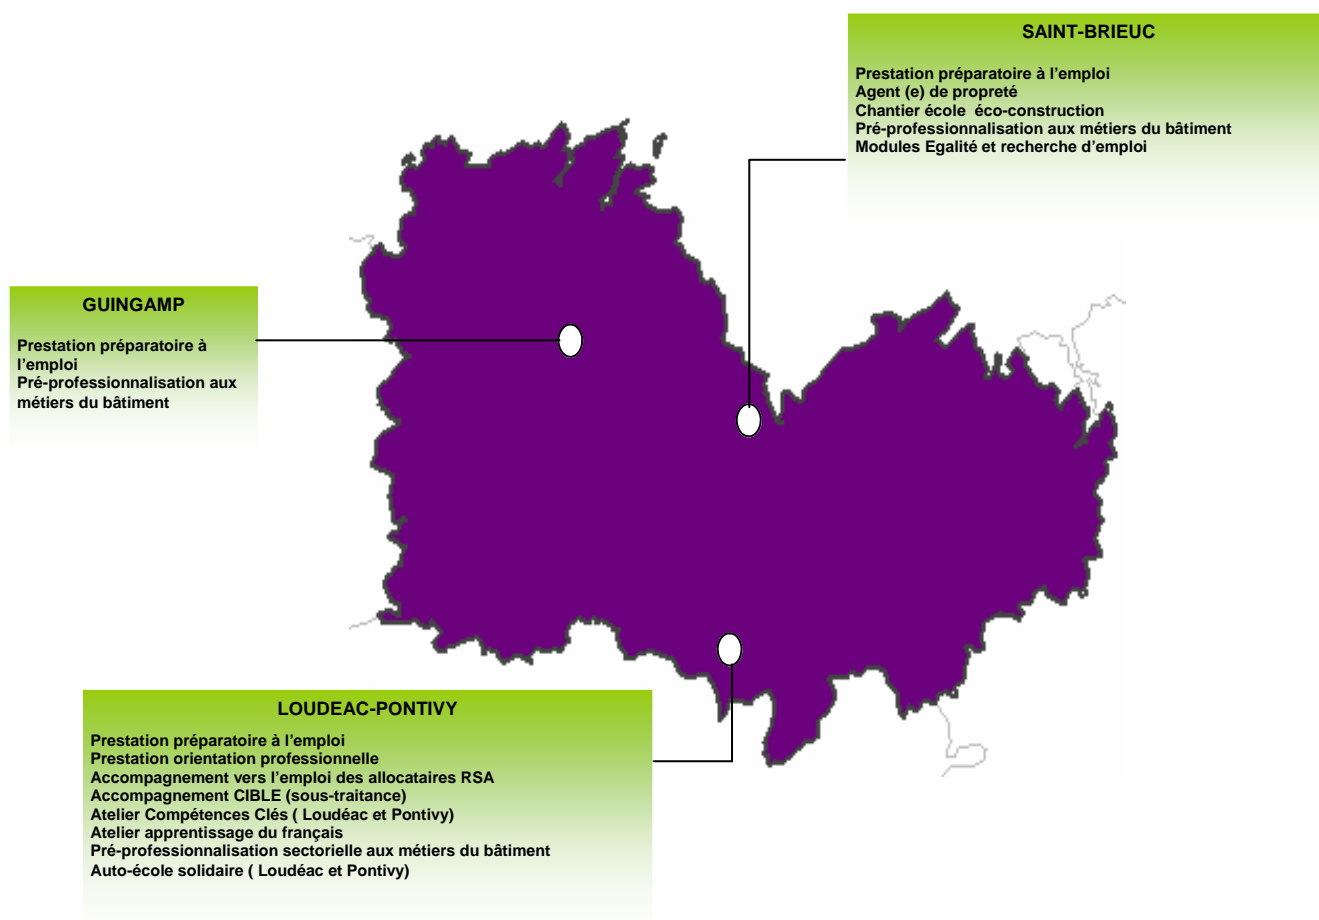 SAINT-BRIEUC
Prestation préparatoire à l'emploi
Agent (e) de propreté
Chantier école éco-construction
Pré-professionnalisation aux métiers du bâtiment
Modules Egalité et recherche d'emploi
GUINGAMP
Prestation préparatoire à
l'emploi
Pré-professionnalisation aux
métiers du bâtiment
LOUDEAC-PONTIVY
Prestation préparatoire à l'emploi
Prestation orientation professionnelle
Accompagnement vers l'emploi des allocataires RSA
Accompagnement CIBLE (sous-traitance)
Atelier Compétences Clés ( Loudéac et Pontivy)
Atelier apprentissage du français
Pré-professionnalisation sectorielle aux métiers du bâtiment
Auto-école solidaire ( Loudéac et Pontivy)